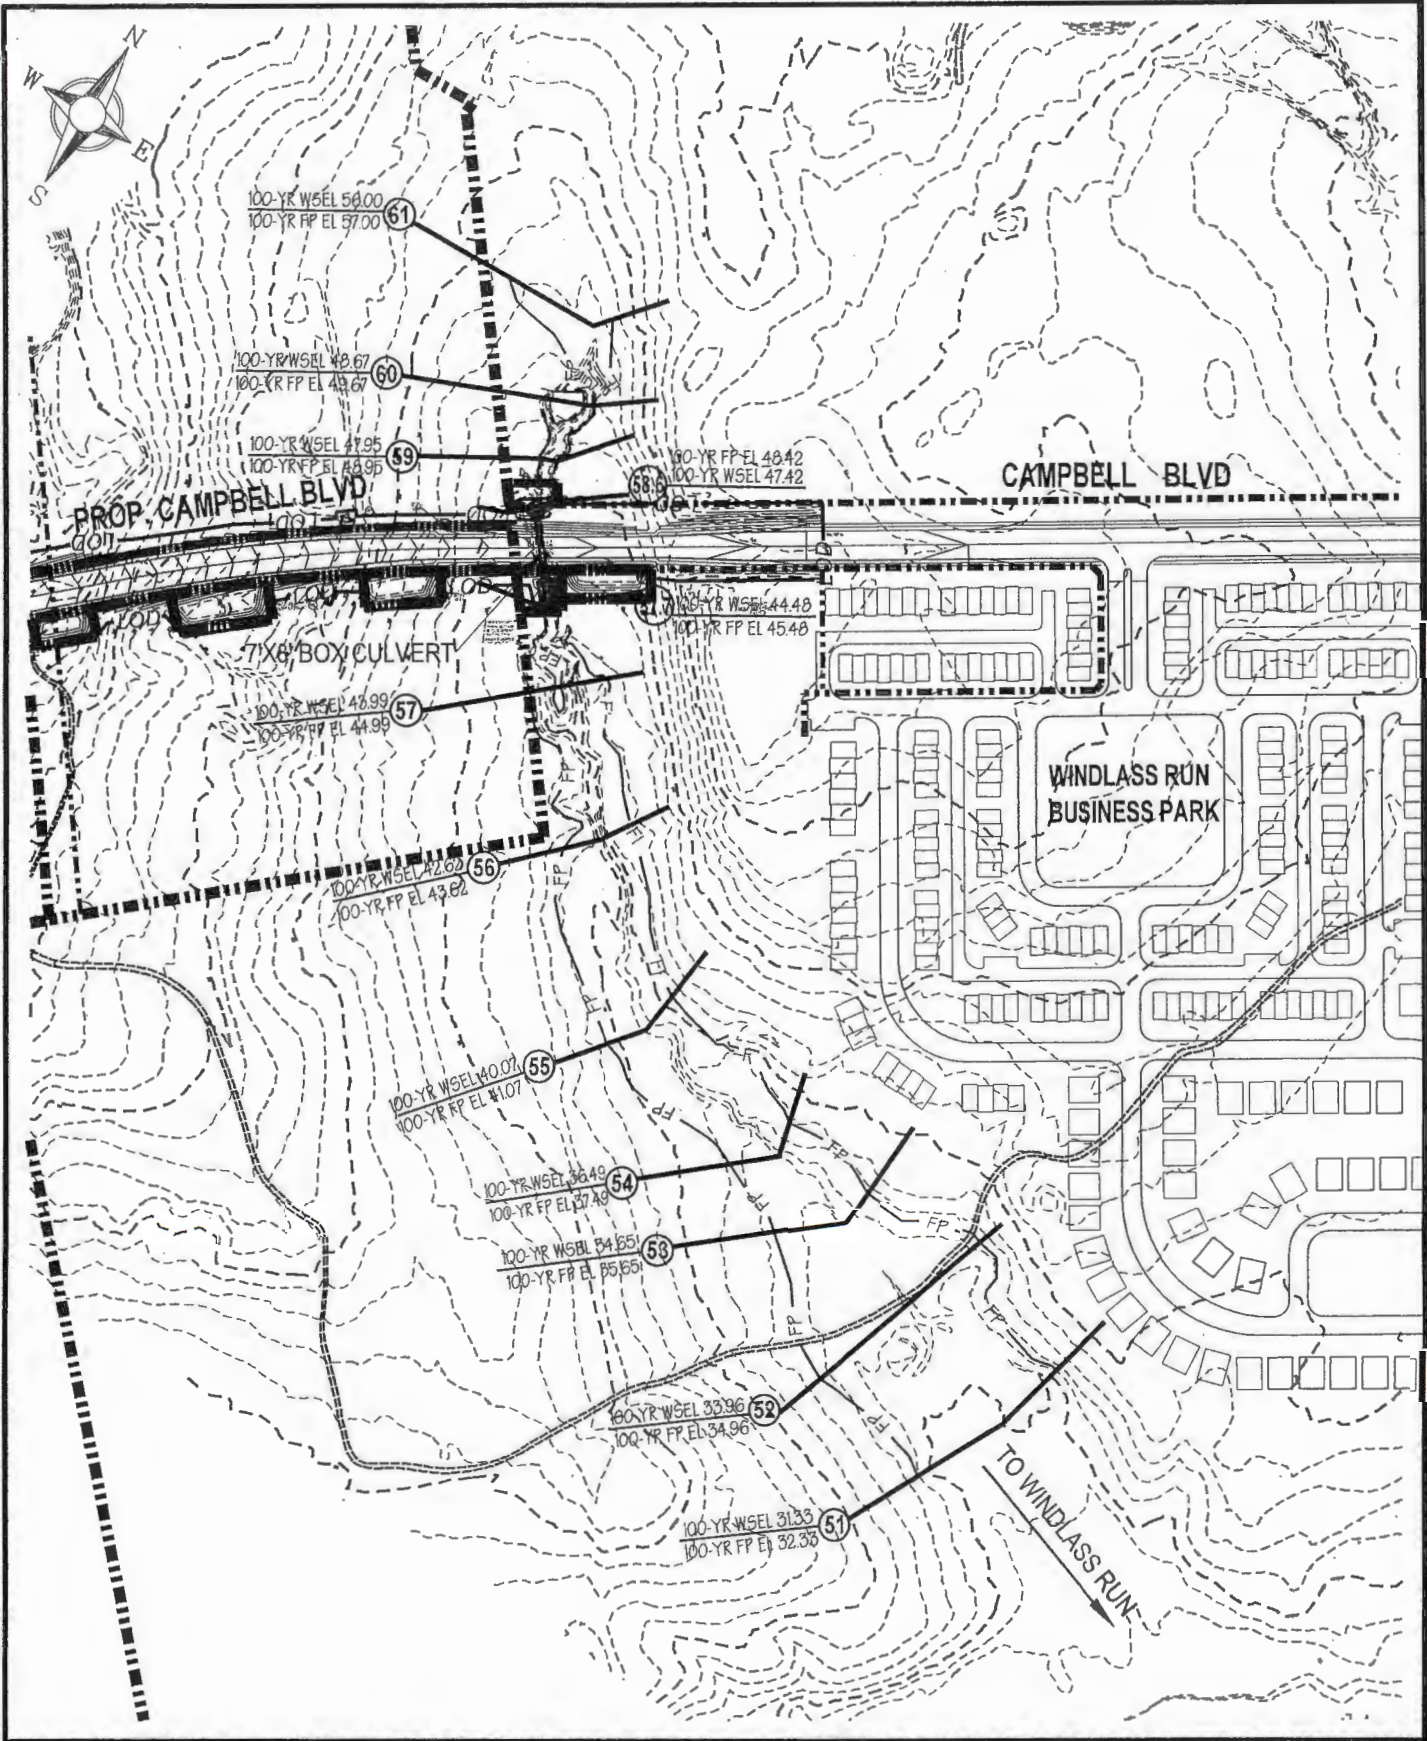 N
W
E
S
100-YR WSEL 56.00
100-YR FP EL 57.00
61
100-YR WSEL 48.67
100-YR FP EL 49.67
60
100-YR WSEL 47.95
100-YR FP EL 48.95
59
100-YR FP EL 48.42
100-YR WSEL 47.42
58.6
CAMPBELL BLVD
PROP. CAMPBELL BLVD
LOD
LOD
LOD
LOD
100-YR WSEL 44.48
100-YR FP EL 45.48
7'X6' BOX CULVERT
100-YR WSEL 43.99
100-YR FP EL 44.99
57
FP
WINDLASS RUN
BUSINESS PARK
100-YR WSEL 42.62
100-YR FP EL 43.62
56
FP
FP
100-YR WSEL 40.07
100-YR FP EL 41.07
55
FP
FP
100-YR WSEL 36.49
100-YR FP EL 37.49
54
FP
FP
100-YR WSEL 34.65
100-YR FP EL 35.65
53
FP
FP
100-YR WSEL 33.96
100-YR FP EL 34.96
52
FP
100-YR WSEL 31.33
100-YR FP EL 32.33
51
TO WINDLASS RUN